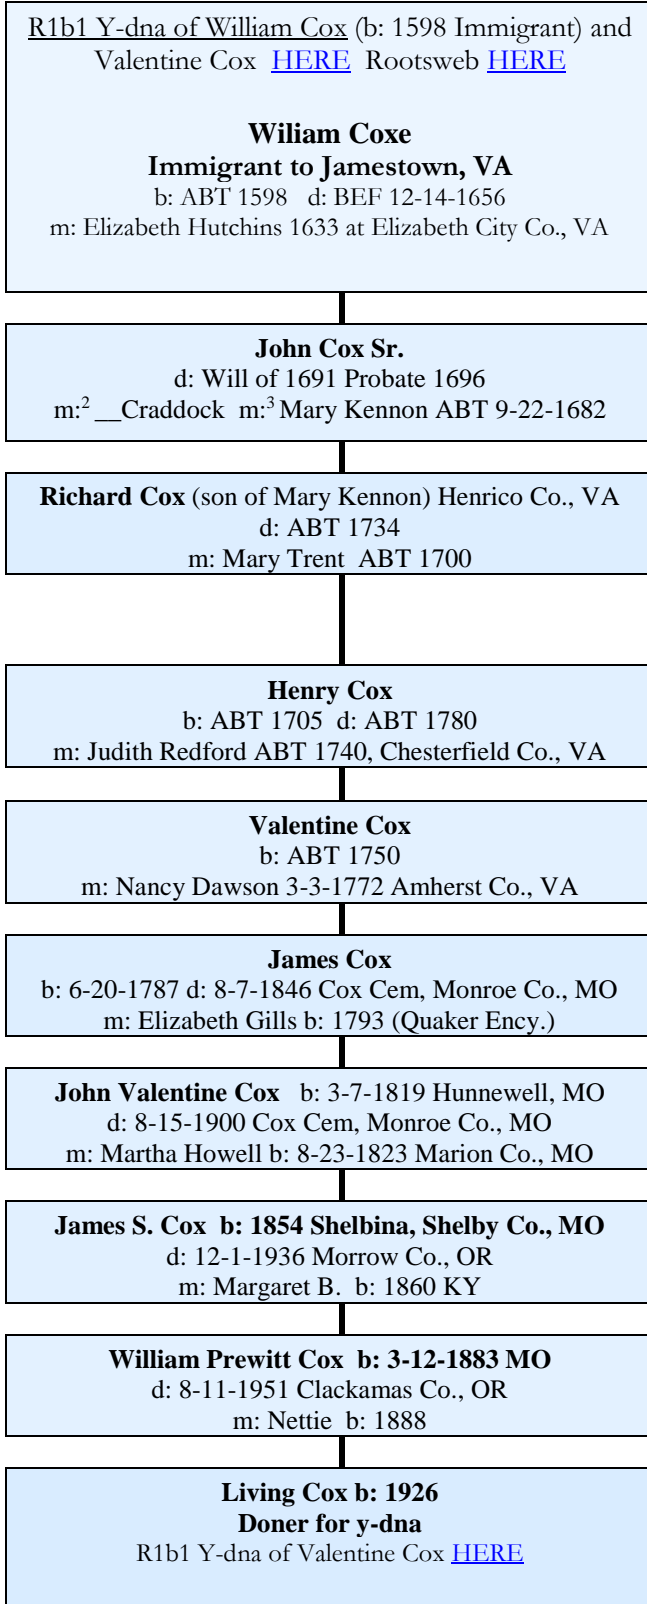 R1b1 Y-dna of William Cox (b: 1598 Immigrant) and
Valentine Cox HERE Rootsweb HERE
Wiliam Coxe
Immigrant to Jamestown, VA
b: ABT 1598 d: BEF 12-14-1656
m: Elizabeth Hutchins 1633 at Elizabeth City Co., VA
John Cox Sr.
d: Will of 1691 Probate 1696
m:² __Craddock m:³ Mary Kennon ABT 9-22-1682
Richard Cox (son of Mary Kennon) Henrico Co., VA
d: ABT 1734
m: Mary Trent ABT 1700
Henry Cox
b: ABT 1705 d: ABT 1780
m: Judith Redford ABT 1740, Chesterfield Co., VA
Valentine Cox
b: ABT 1750
m: Nancy Dawson 3-3-1772 Amherst Co., VA
James Cox
b: 6-20-1787 d: 8-7-1846 Cox Cem, Monroe Co., MO
m: Elizabeth Gills b: 1793 (Quaker Ency.)
John Valentine Cox b: 3-7-1819 Hunnewell, MO
d: 8-15-1900 Cox Cem, Monroe Co., MO
m: Martha Howell b: 8-23-1823 Marion Co., MO
James S. Cox b: 1854 Shelbina, Shelby Co., MO
d: 12-1-1936 Morrow Co., OR
m: Margaret B. b: 1860 KY
William Prewitt Cox b: 3-12-1883 MO
d: 8-11-1951 Clackamas Co., OR
m: Nettie b: 1888
Living Cox b: 1926
Doner for y-dna
R1b1 Y-dna of Valentine Cox HERE